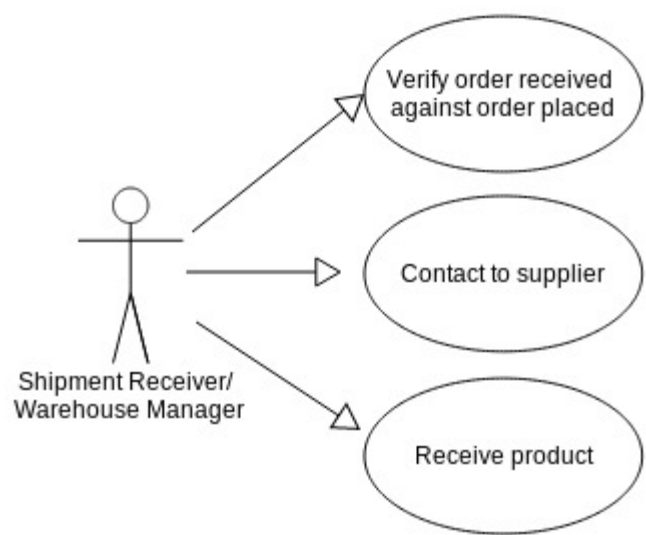 Verify order received
against order placed
Contact to supplier
Shipment Receiver/
Warehouse Manager
Receive product